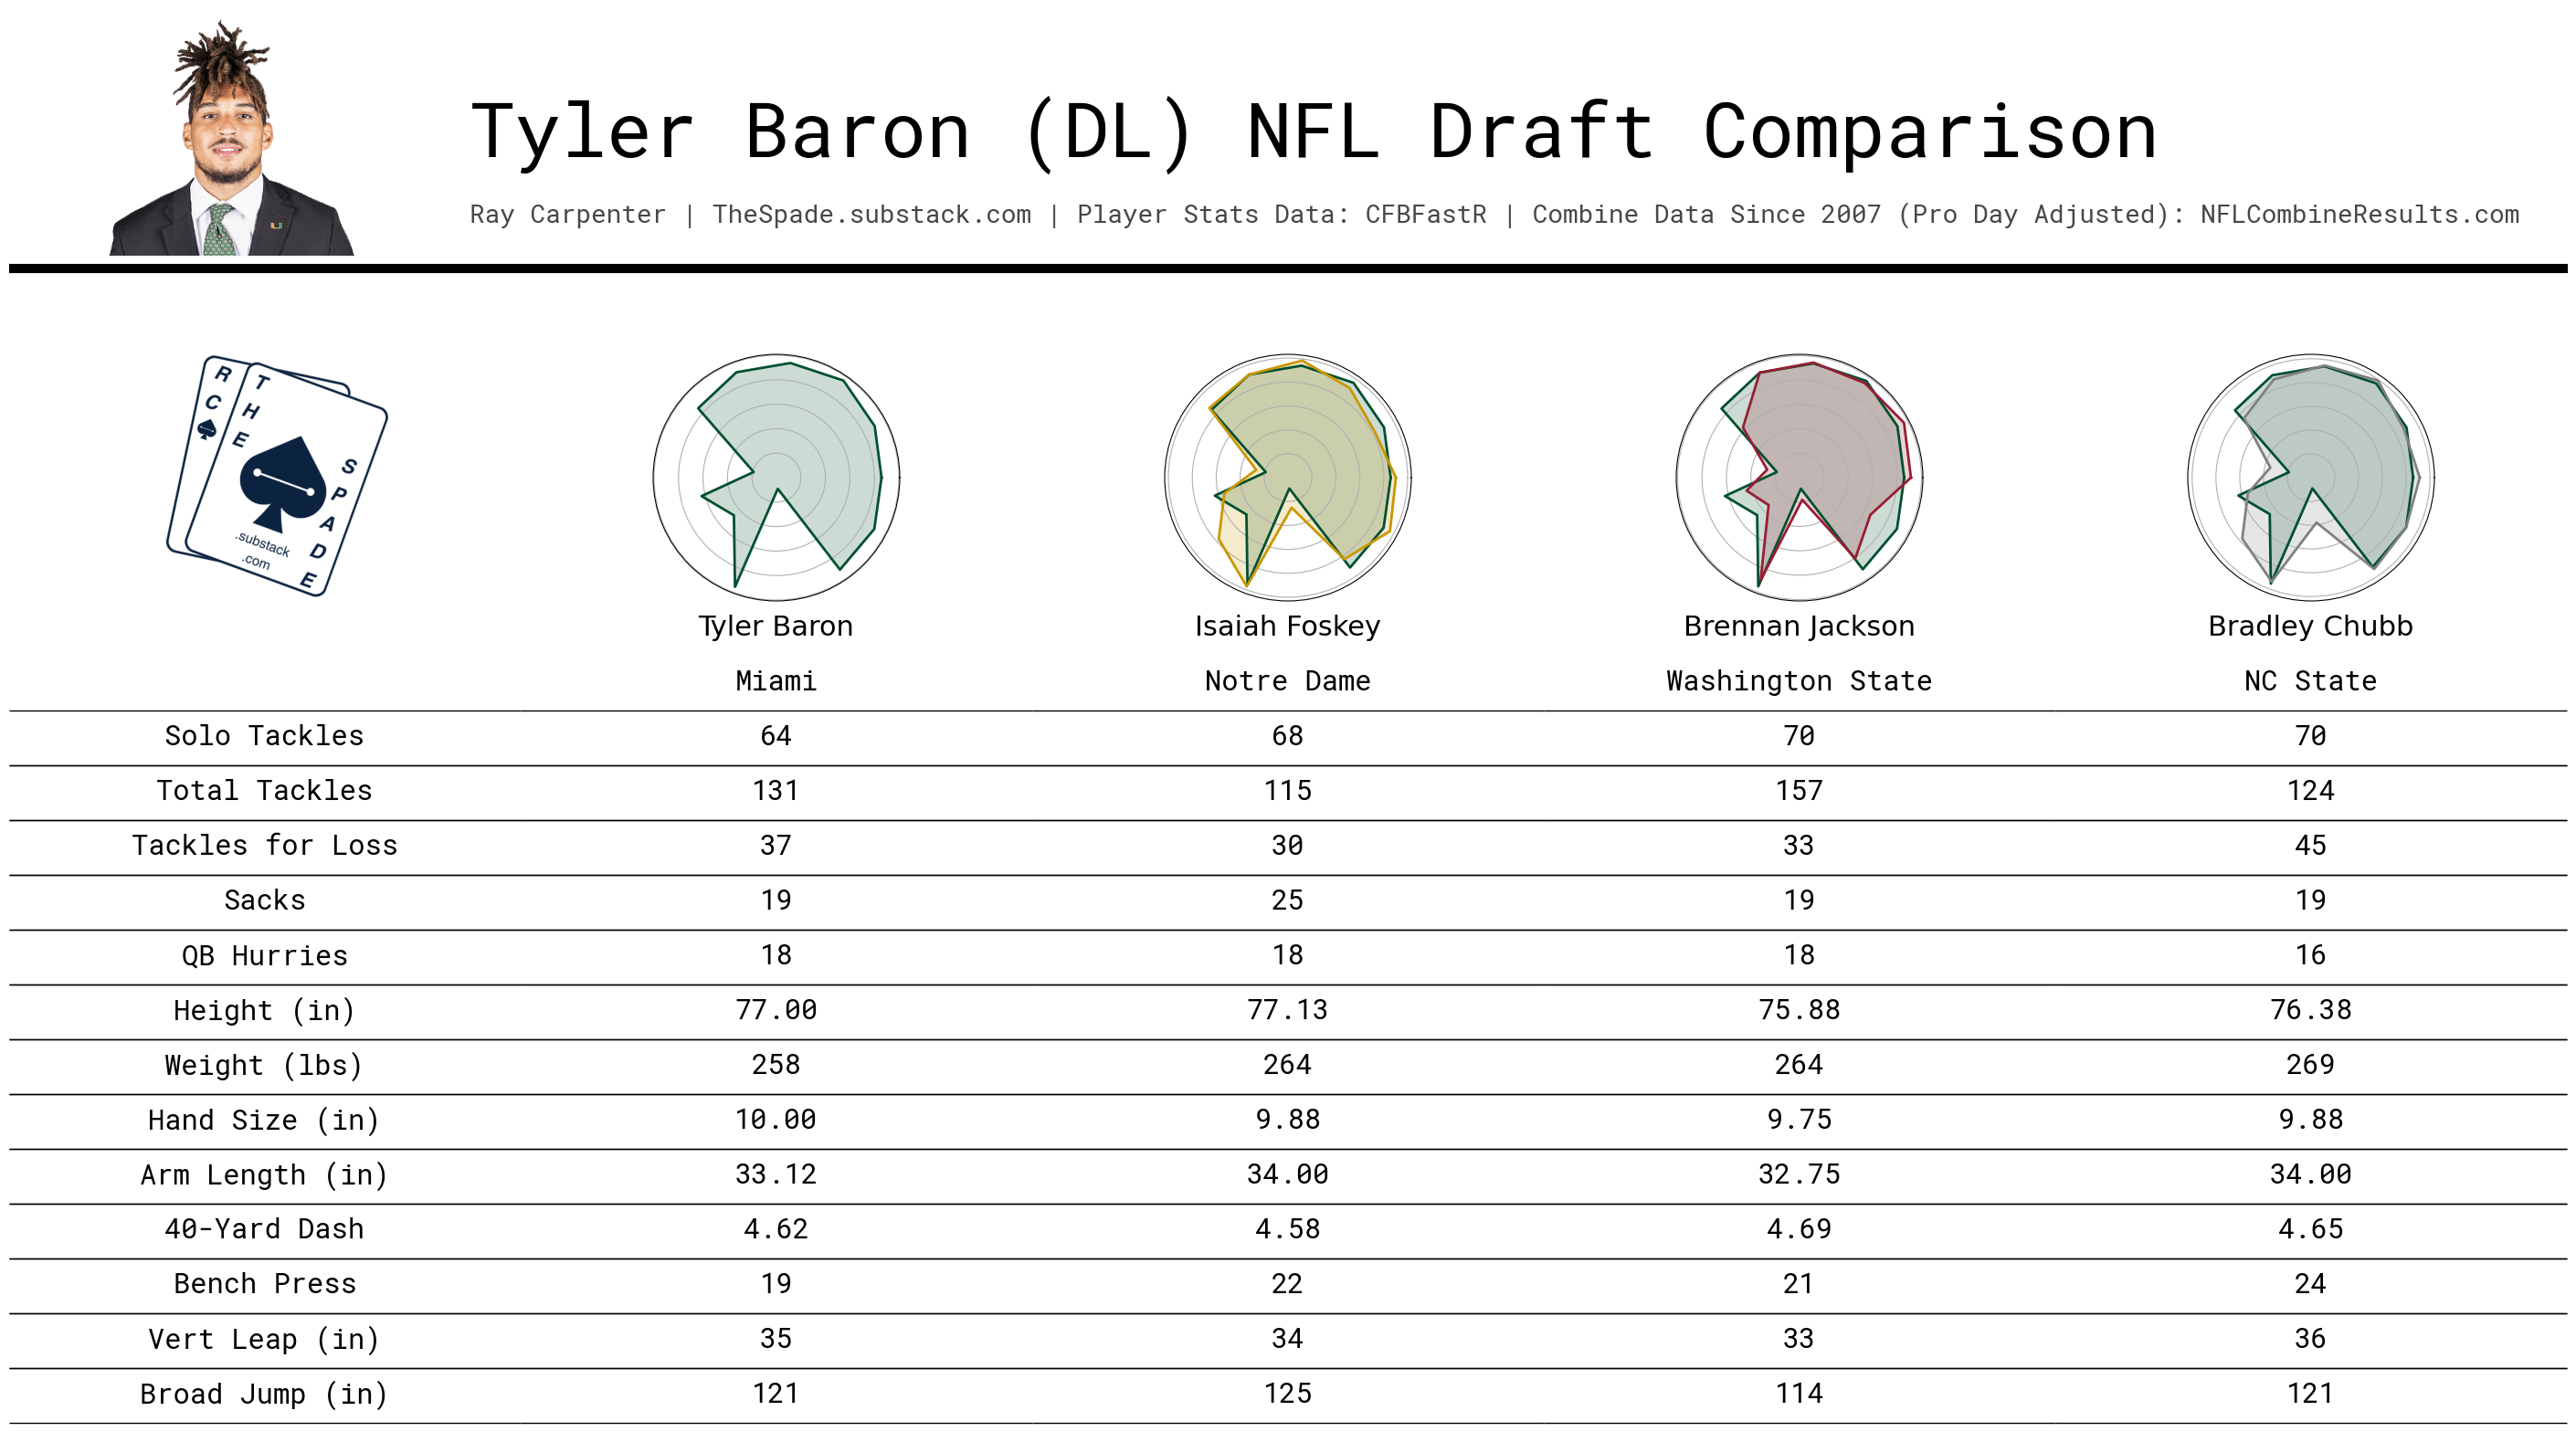 Tyler Baron (DL) NFL Draft Comparison
Ray Carpenter | TheSpade.substack.com | Player Stats Data: CFBFastR | Combine Data Since 2007 (Pro Day Adjusted): NFLCombineResults.com
RC
THE
SPADE
.substack
.com
Tyler Baron Isaiah Foskey Brennan Jackson Bradley Chubb
Miami Notre Dame Washington State NC State
Solo Tackles 64 68 70 70
Total Tackles 131 115 157 124
Tackles for Loss 37 30 33 45
Sacks 19 25 19 19
QB Hurries 18 18 18 16
Height (in) 77.00 77.13 75.88 76.38
Weight (lbs) 258 264 264 269
Hand Size (in) 10.00 9.88 9.75 9.88
Arm Length (in) 33.12 34.00 32.75 34.00
40-Yard Dash 4.62 4.58 4.69 4.65
Bench Press 19 22 21 24
Vert Leap (in) 35 34 33 36
Broad Jump (in) 121 125 114 121